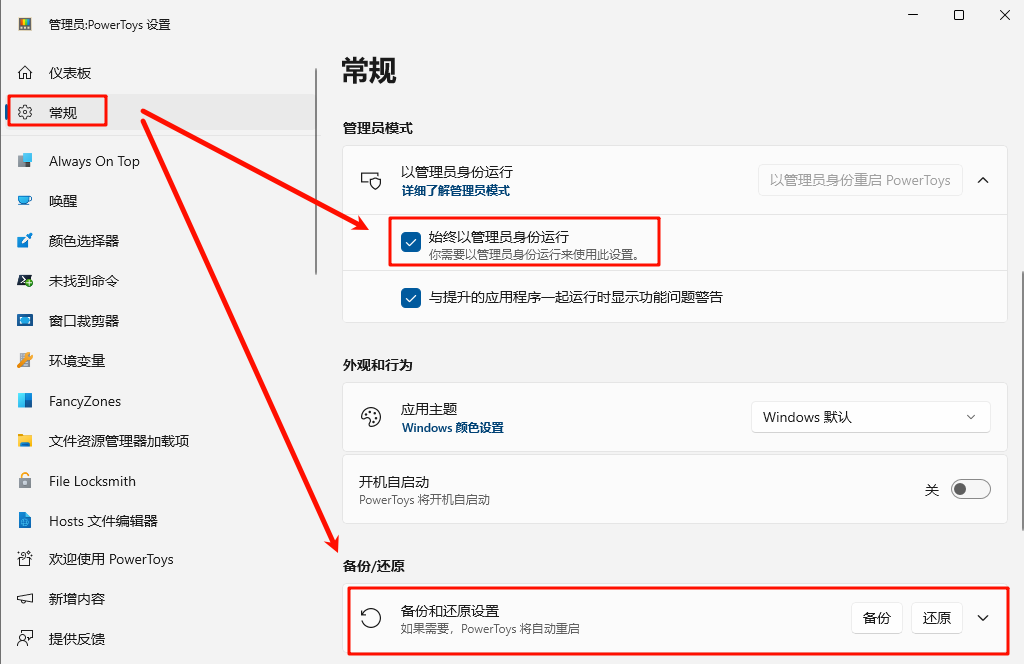 管理员:PowerToys 设置
仪表板
常规
Always On Top
唤醒
颜色选择器
未找到命令
窗口裁剪器
环境变量
FancyZones
文件资源管理器加载项
File Locksmith
Hosts 文件编辑器
欢迎使用 PowerToys
新增内容
提供反馈
常规
管理员模式
以管理员身份运行
详细了解管理员模式
以管理员身份重启 PowerToys
始终以管理员身份运行
你需要以管理员身份运行来使用此设置。
与提升的应用程序一起运行时显示功能问题警告
外观和行为
应用主题
Windows 颜色设置
Windows 默认
开机自启动
PowerToys 将开机自启动
关
备份/还原
备份和还原设置
如果需要，PowerToys 将自动重启
备份
还原